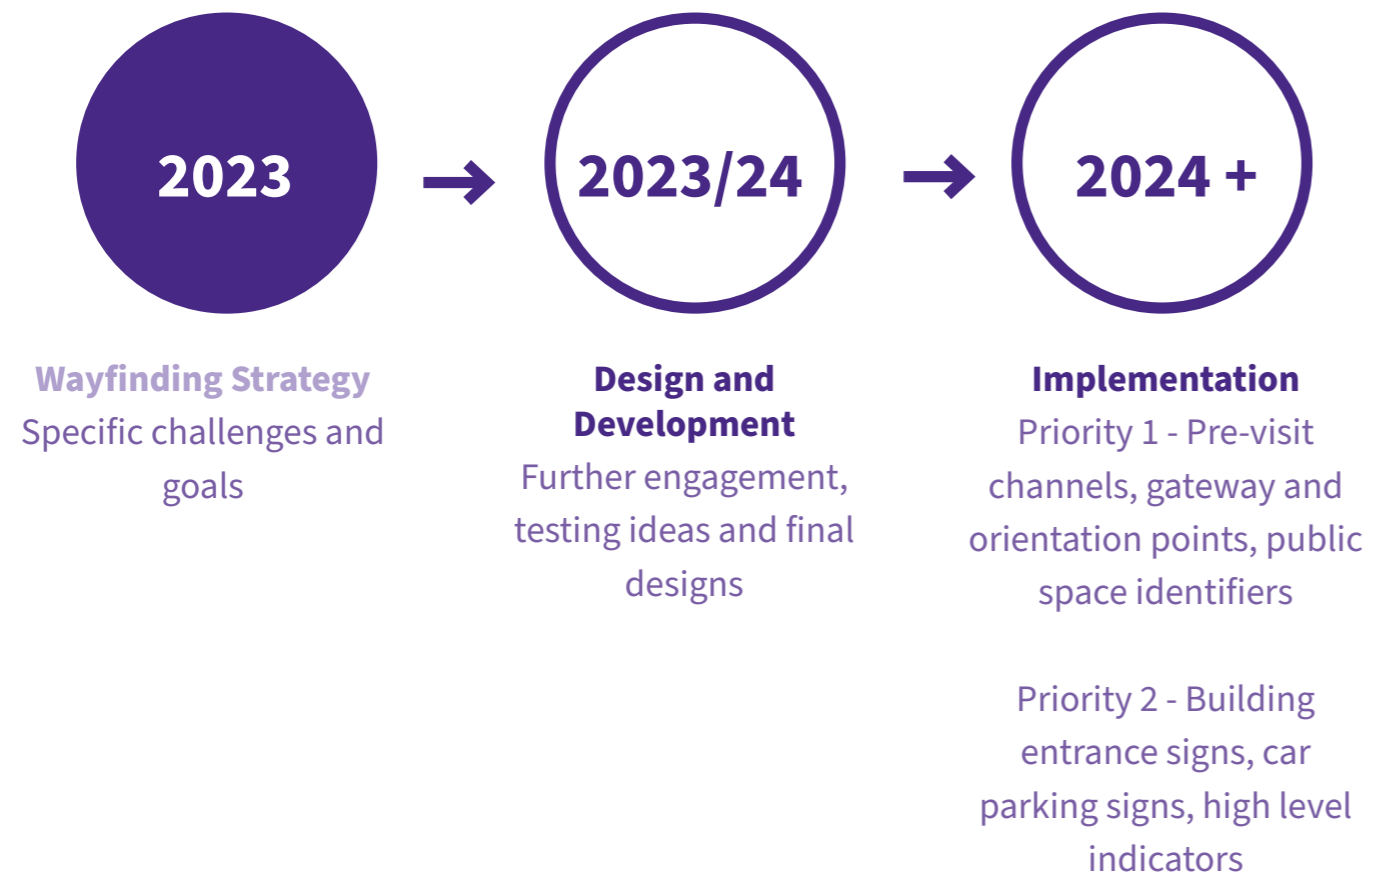 2023
2023/24
2024 +
Wayfinding Strategy
Specific challenges and
goals
Design and
Development
Further engagement,
testing ideas and final
designs
Implementation
Priority 1 - Pre-visit
channels, gateway and
orientation points, public
space identifiers
Priority 2 - Building
entrance signs, car
parking signs, high level
indicators